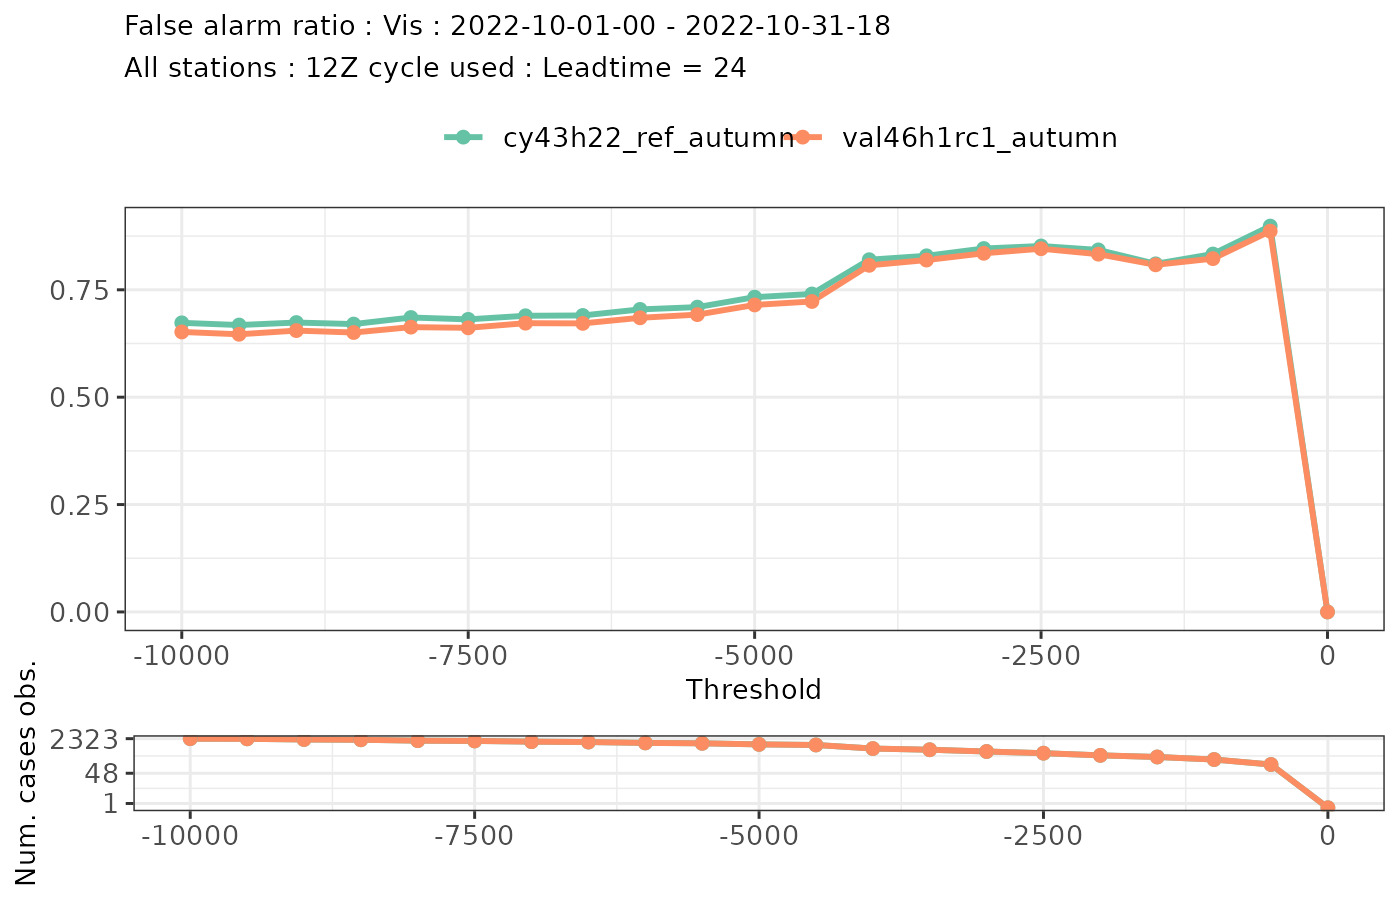 False alarm ratio : Vis : 2022-10-01-00 - 2022-10-31-18
All stations : 12Z cycle used : Leadtime = 24
cy43h22_ref_autumn val46h1rc1_autumn
0.75
0.50
0.25
0.00
-10000 -7500 -5000 -2500 0
Threshold
Num. cases obs.
2323
48
1
-10000 -7500 -5000 -2500 0